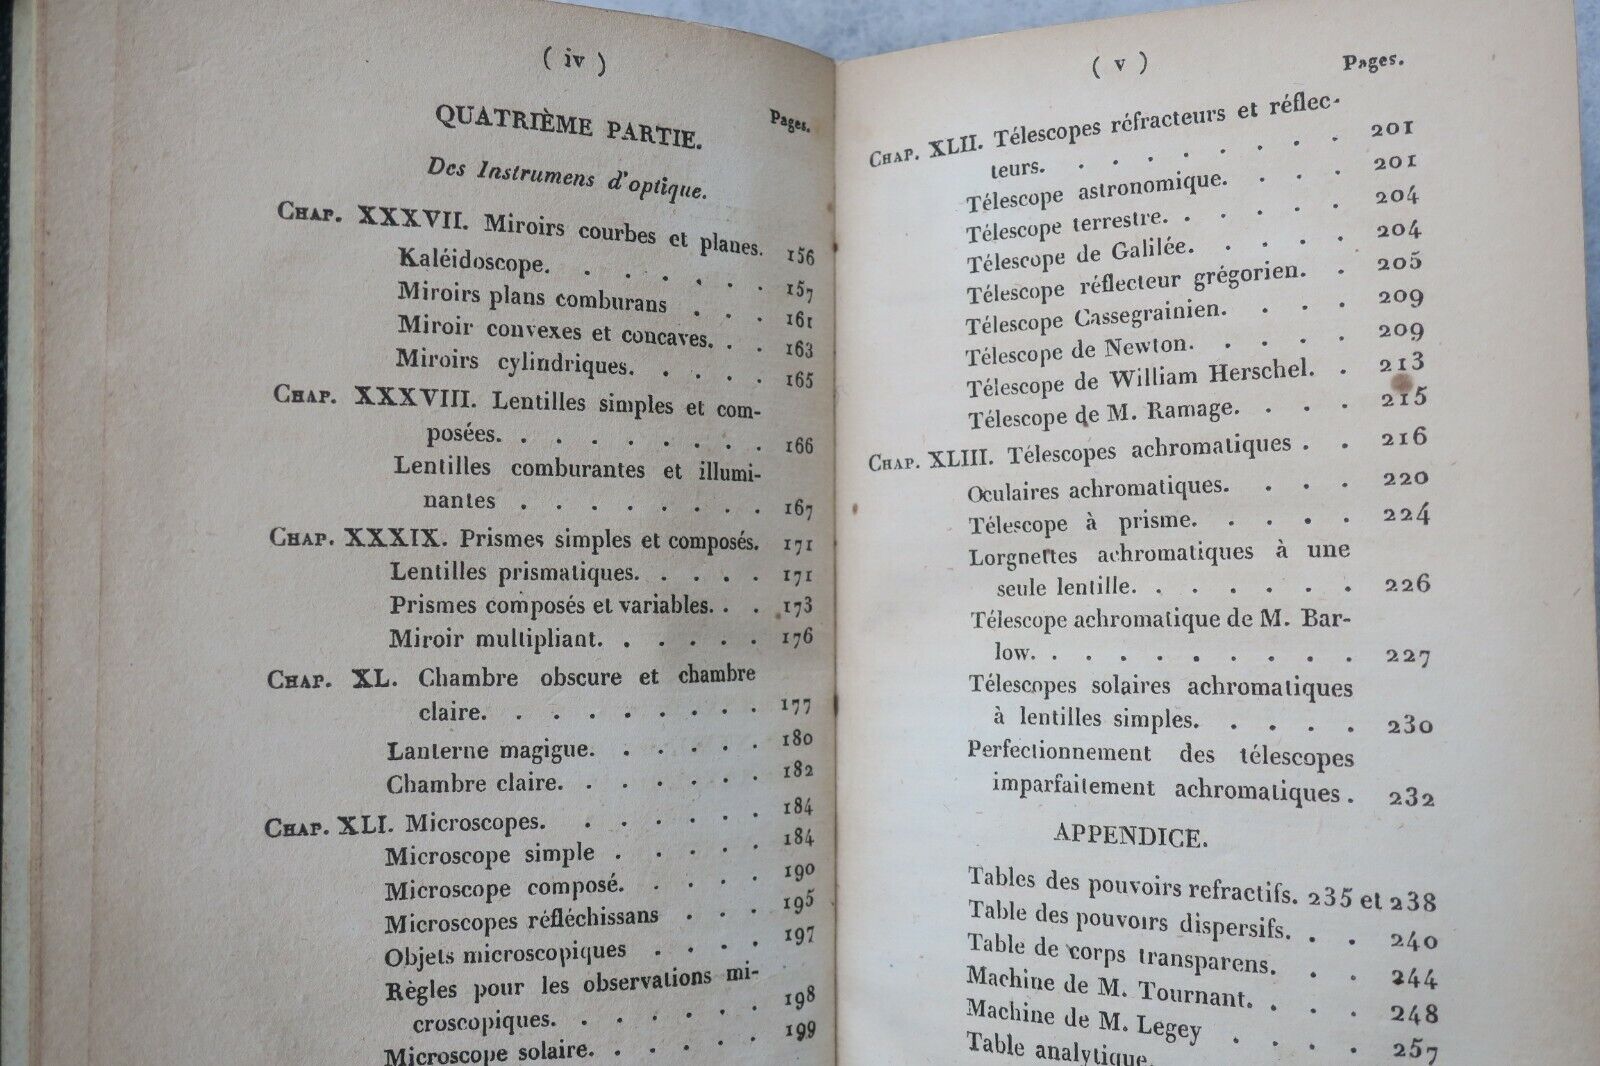 ( iv )
QUATRIÈME PARTIE. Pages.
Des Instrumens d'optique.
CHAP. XXXVII. Miroirs courbes et planes. 156
Kaléidoscope. . . . . . . 157
Miroirs plans comburans . . . 161
Miroir convexes et concaves. . . 163
Miroirs cylindriques. . . . . 165
CHAP. XXXVIII. Lentilles simples et com-
posées. . . . . . . . . 166
Lentilles comburantes et illumi-
nantes . . . . . . . . 167
CHAP. XXXIX. Prismes simples et composés. 171
Lentilles prismatiques. . . . . 171
Prismes composés et variables. . . 173
Miroir multipliant. . . . . . 176
CHAP. XL. Chambre obscure et chambre
claire. . . . . . . . . 177
Lanterne magigue. . . . . . 180
Chambre claire. . . . . . . 182
CHAP. XLI. Microscopes. . . . . . . 184
Microscope simple . . . . . 184
Microscope composé. . . . . 190
Microscopes réfléchissans . . . 195
Objets microscopiques . . . . 197
Règles pour les observations mi-
croscopiques. . . . . . . 198
Microscope solaire. . . . . . 199
( v )
Pages.
CHAP. XLII. Télescopes réfracteurs et réflec-
teurs. . . . . . . . . 201
Télescope astronomique. . . . 201
Télescope terrestre. . . . . . 204
Télescope de Galilée. . . . . 204
Télescope réflecteur grégorien. . 205
Télescope Cassegrainien. . . . 209
Télescope de Newton. . . . . 209
Télescope de William Herschel. . 213
Télescope de M. Ramage. . . . 215
CHAP. XLIII. Télescopes achromatiques . . 216
Oculaires achromatiques. . . . 220
Télescope à prisme. . . . . 224
Lorgnettes achromatiques à une
seule lentille. . . . . . . 226
Télescope achromatique de M. Bar-
low. . . . . . . . . . 227
Télescopes solaires achromatiques
à lentilles simples. . . . . 230
Perfectionnement des télescopes
imparfaitement achromatiques . 232
APPENDICE.
Tables des pouvoirs refractifs. 235 et 238
Table des pouvoirs dispersifs. . . 240
Table de corps transparens. . . 244
Machine de M. Tournant. . . . 248
Machine de M. Legey . . . . 257
Table analytique.